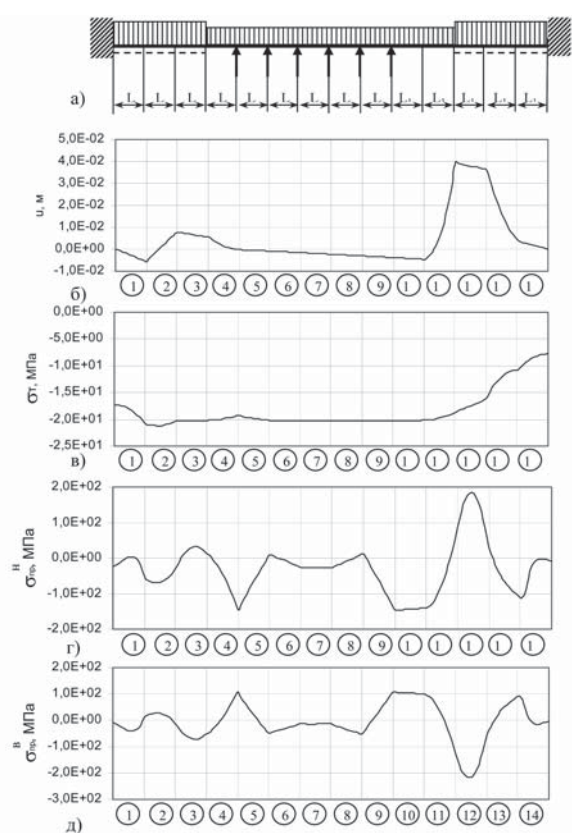 а)
L L L L L L L L L L L L L L
5,0E-02
4,0E-02
3,0E-02
2,0E-02
1,0E-02
0,0E+00
-1,0E-02
u, м
б)
1 2 3 4 5 6 7 8 9 1 1 1 1 1
0,0E+00
-5,0E+00
-1,0E+01
-1,5E+01
-2,0E+01
-2,5E+01
σт, МПа
в)
1 2 3 4 5 6 7 8 9 1 1 1 1 1
2,0E+02
1,0E+02
0,0E+00
-1,0E+02
-2,0E+02
σпрᴴ, МПа
г)
1 2 3 4 5 6 7 8 9 1 1 1 1 1
2,0E+02
1,0E+02
0,0E+00
-1,0E+02
-2,0E+02
-3,0E+02
σпрᴮ, МПа
д)
1 2 3 4 5 6 7 8 9 10 11 12 13 14